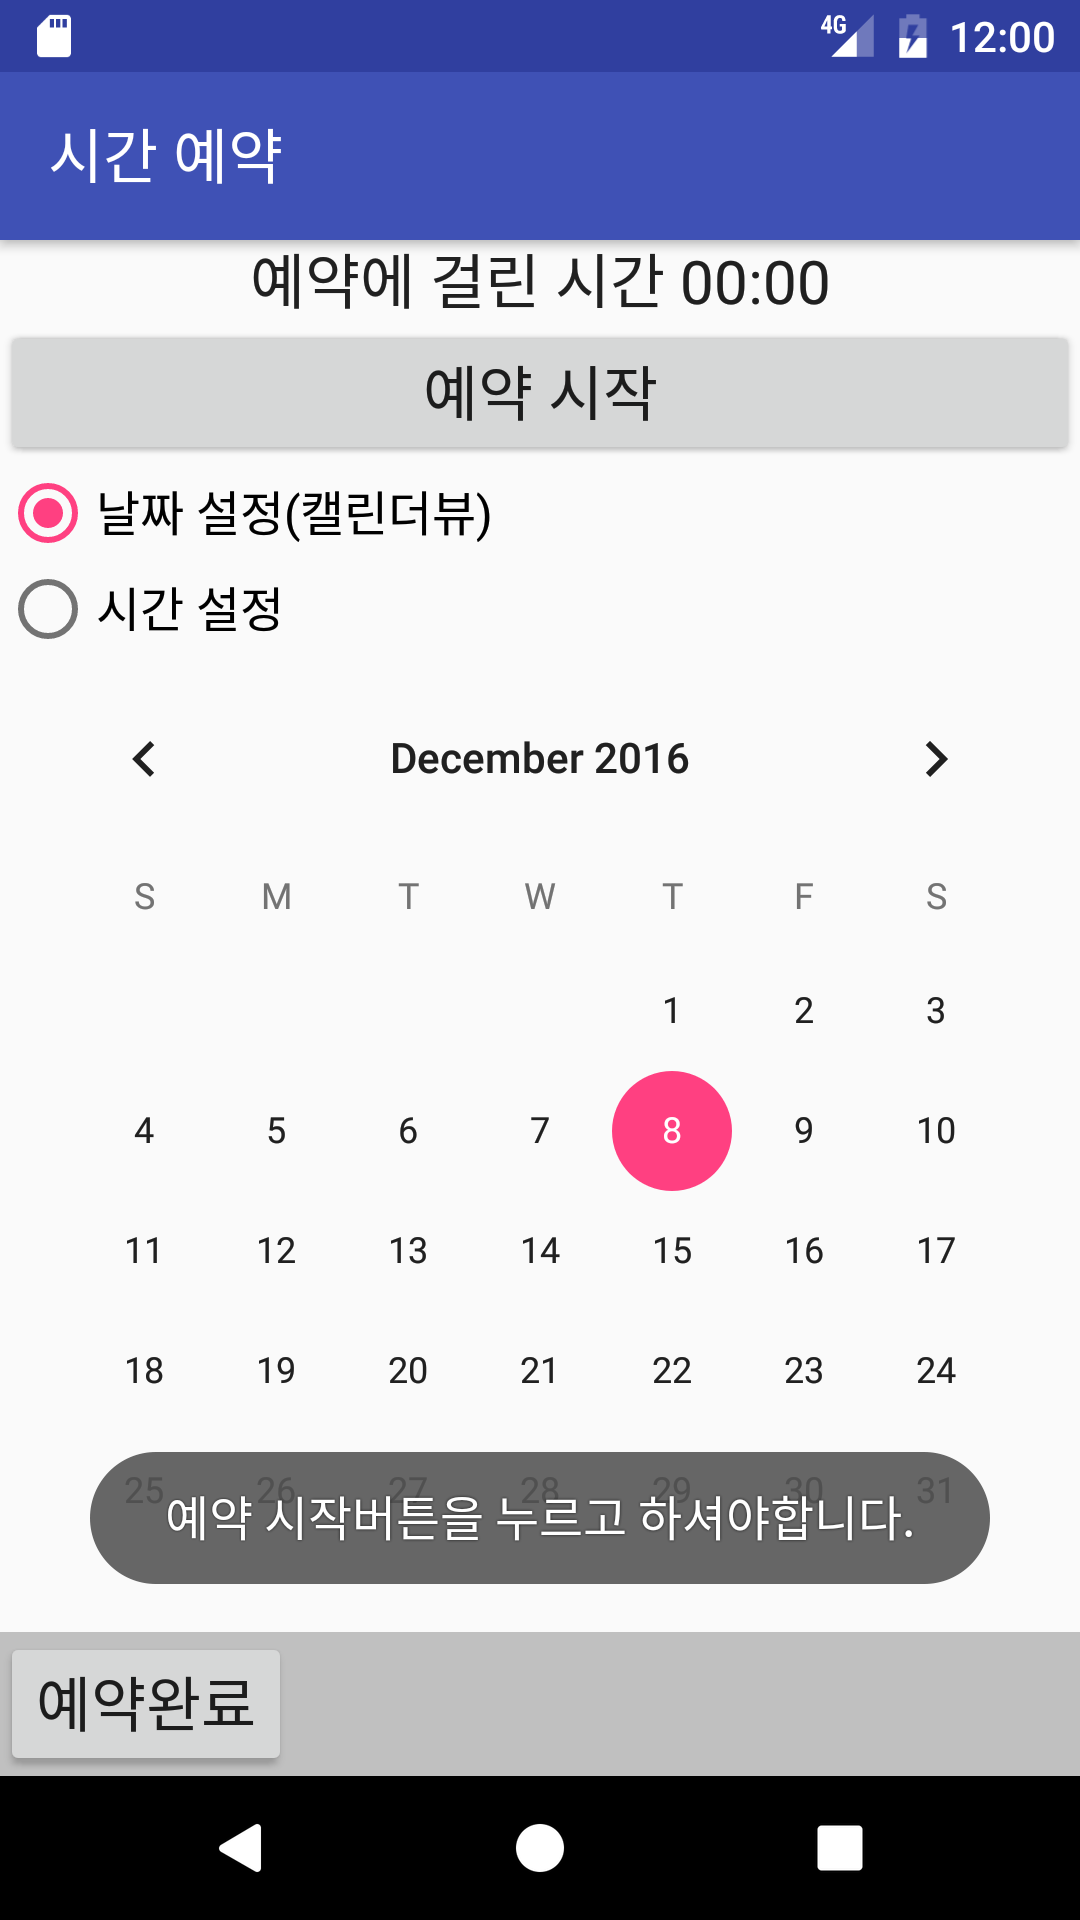 4G 12:00
시간 예약
예약에 걸린 시간 00:00
예약 시작
날짜 설정(캘린더뷰)
시간 설정
December 2016
S M T W T F S
1 2 3
4 5 6 7 8 9 10
11 12 13 14 15 16 17
18 19 20 21 22 23 24
25 26 27 28 29 30 31
예약 시작버튼을 누르고 하셔야합니다.
예약완료